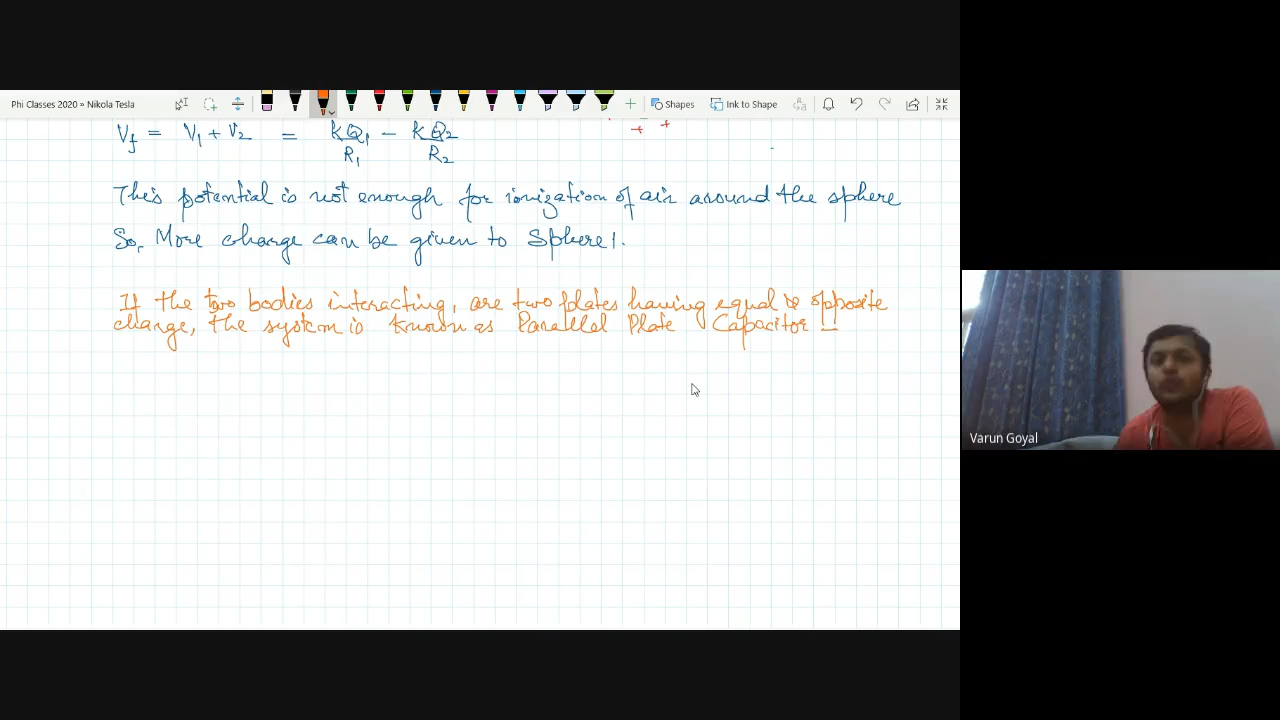 Phi Classes 2020 » Nikola Tesla
Shapes
Ink to Shape
Vf = V1 + V2 = kQ1/R1 - kQ2/R2
This potential is not enough for ionization of air around the sphere
So, More charge can be given to Sphere 1.
If the two bodies interacting, are two plates having equal & opposite
charge, the system is known as Parallel Plate Capacitor :-
Varun Goyal